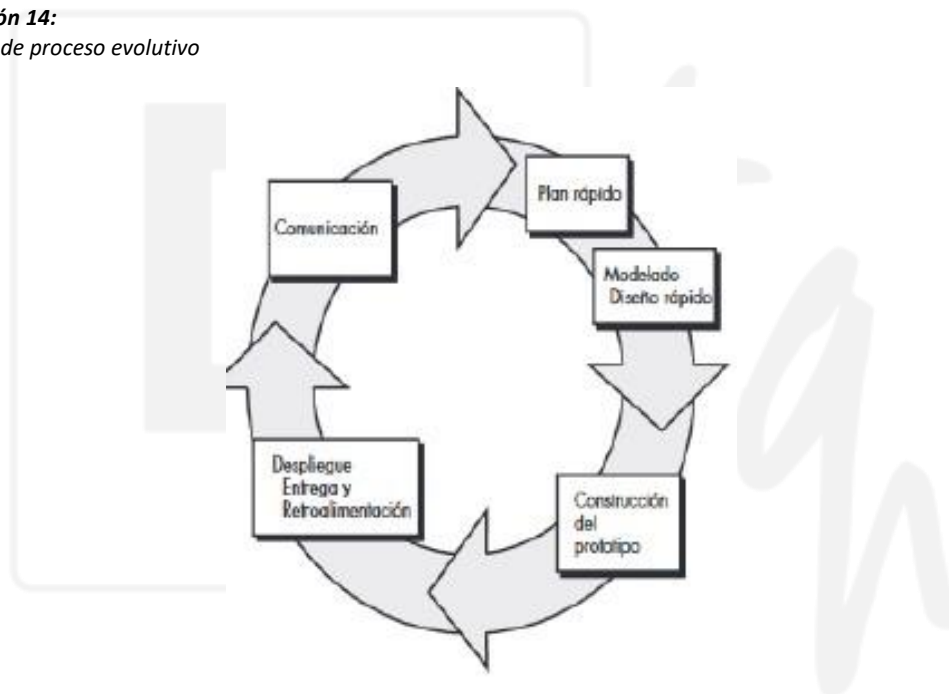 ón 14:
de proceso evolutivo
Comunicación
Plan rápido
Modelado
Diseño rápido
Construcción
del
prototipo
Despliegue
Entrega y
Retroalimentación